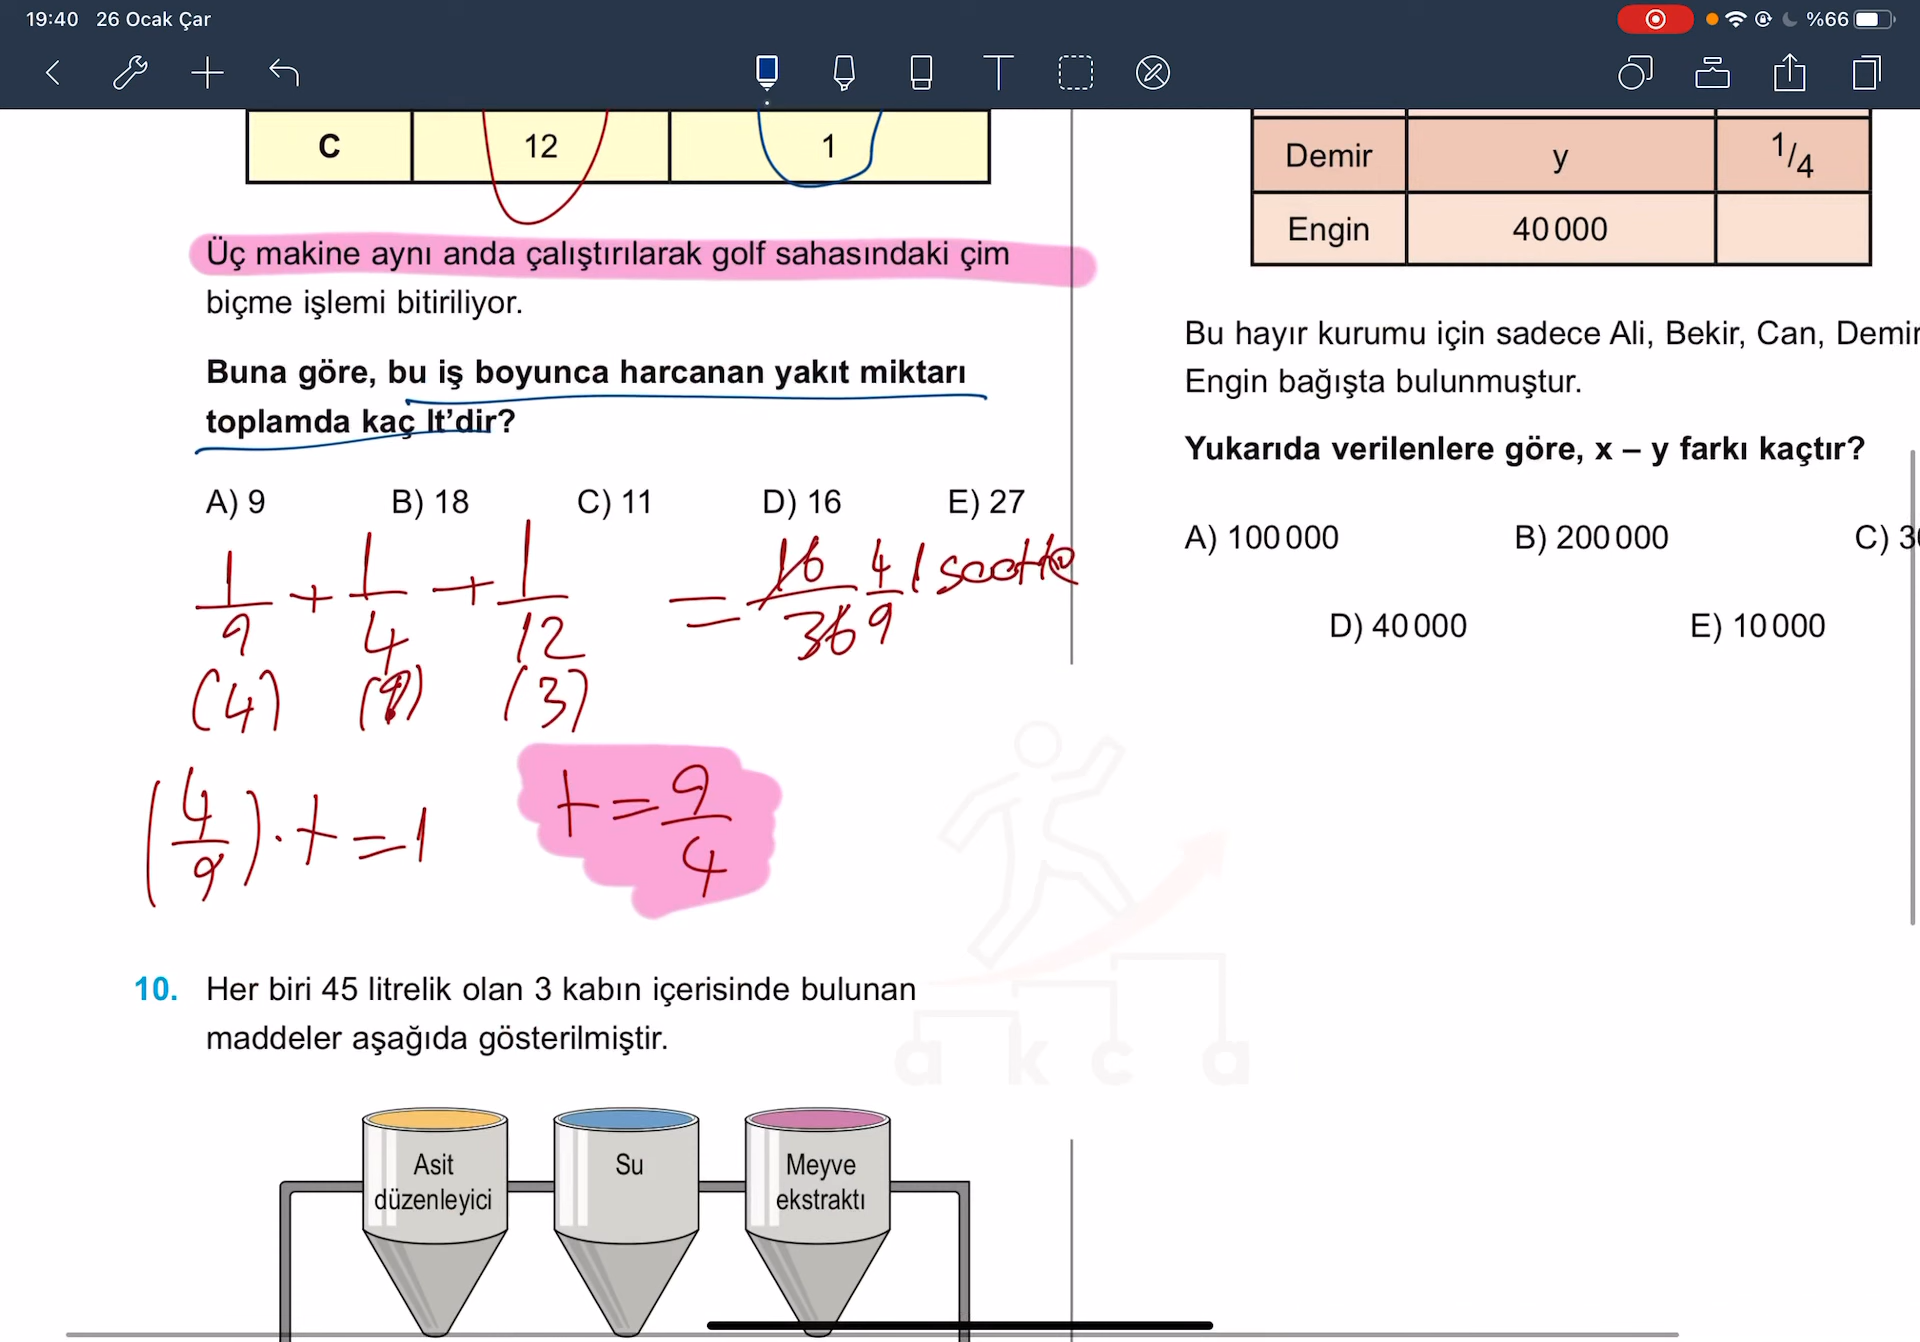 19:40 26 Ocak Çar
%66
C 12 1
Üç makine aynı anda çalıştırılarak golf sahasındaki çim
biçme işlemi bitiriliyor.
Buna göre, bu iş boyunca harcanan yakıt miktarı
toplamda kaç lt'dir?
A) 9 B) 18 C) 11 D) 16 E) 27
1/9 + 1/4 + 1/12 = 16/36 4/9 1 saatte
(4) (9) (3)
(4/9) · t = 1 t = 9/4
10. Her biri 45 litrelik olan 3 kabın içerisinde bulunan
maddeler aşağıda gösterilmiştir.
Asit
düzenleyici
Su
Meyve
ekstraktı
Demir y 1/4
Engin 40 000
Bu hayır kurumu için sadece Ali, Bekir, Can, Demir
Engin bağışta bulunmuştur.
Yukarıda verilenlere göre, x – y farkı kaçtır?
A) 100 000 B) 200 000 C) 3
D) 40 000 E) 10 000
akca